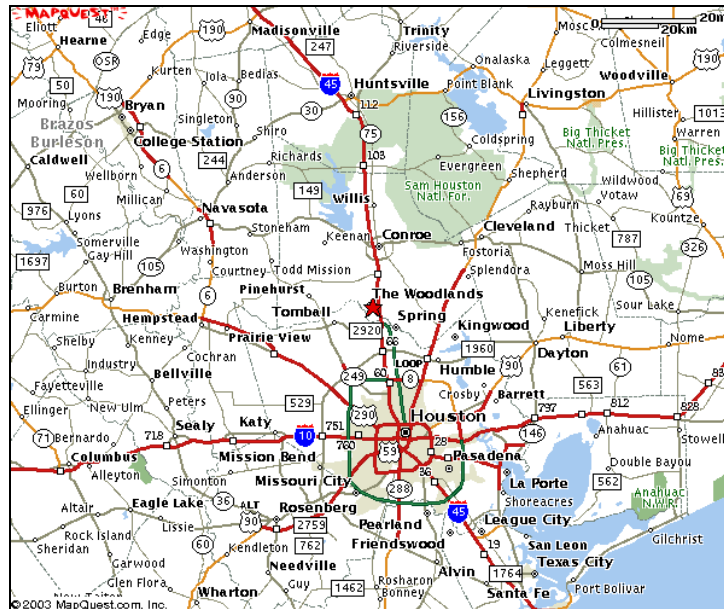 MAPQUEST
Eliott
46
Edge
190
Madisonville
Trinity
0
20mi
20km
Hearne
OSR
247
Riverside
Mosc
Colmesneil
Leggett
79
50
Kurten
Iola
Bedias
45
Huntsville
Onalaska
Point Blank
Woodville
190
Mooring
Bryan
90
30
112
Livingston
Hillister
1013
Brazos
Burleson
Singleton
College Station
Shiro
75
156
Coldspring
Big Thicket
Natl. Pres.
Warren
Caldwell
Wellborn
244
Richards
103
Evergreen
Shepherd
Big Thicket
Natl. Pres.
60
6
Anderson
149
Sam Houston
Natl. For.
Wildwood
Votaw
69
976
Lyons
Millican
Navasota
Willis
Rayburn
Kountze
Somerville
Gay Hill
Washington
Stoneham
Keenan
Conroe
Cleveland
Thicket
787
326
1697
105
Courtney
Todd Mission
Fostoria
Splendora
105
Moss Hill
Burton
Brenham
6
Pinehurst
The Woodlands
Sour Lake
Carmine
Hempstead
Tomball
Spring
Kenefick
Liberty
Shelby
Kenney
Prairie View
2920
66
Kingwood
Nome
Industry
Cochran
LOOP
1960
90
Dayton
Fayetteville
Bellville
249
60
8
Humble
61
New Ulm
Peters
Crosby
Barrett
563
Ellinger
529
290
Houston
797
812
828
71
Bernardo
Sealy
Katy
751
146
Anahuac
Stowell
718
10
760
59
28
Pasadena
Columbus
Mission Bend
Double Bayou
Alleyton
Simonton
Missouri City
36
La Porte
562
288
Shoreacres
Anahuac
N.W.R.
Eagle Lake
36
ALT
Rosenberg
45
Altair
Lissie
90
2759
Pearland
League City
Gilchrist
Rock Island
60
762
Friendswood
19
San Leon
Sheridan
Kendleton
Needville
Alvin
1764
Texas City
Garwood
Guy
Rosharon
Glen Flora
Wharton
1462
Bonney
Santa Fe
Port Bolivar
©2003 MapQuest.com, Inc.